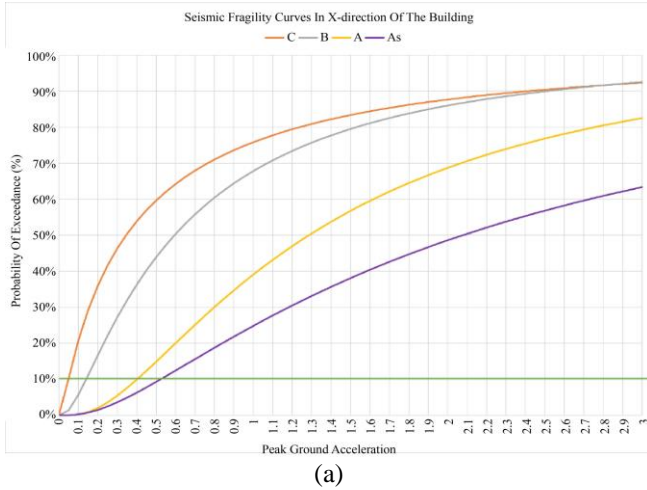 Seismic Fragility Curves In X-direction Of The Building
C B A As
100%
90%
80%
70%
60%
50%
40%
30%
20%
10%
0%
Probability Of Exceedance (%)
0 0.1 0.2 0.3 0.4 0.5 0.6 0.7 0.8 0.9 1 1.1 1.2 1.3 1.4 1.5 1.6 1.7 1.8 1.9 2 2.1 2.2 2.3 2.4 2.5 2.6 2.7 2.8 2.9 3
Peak Ground Acceleration
(a)